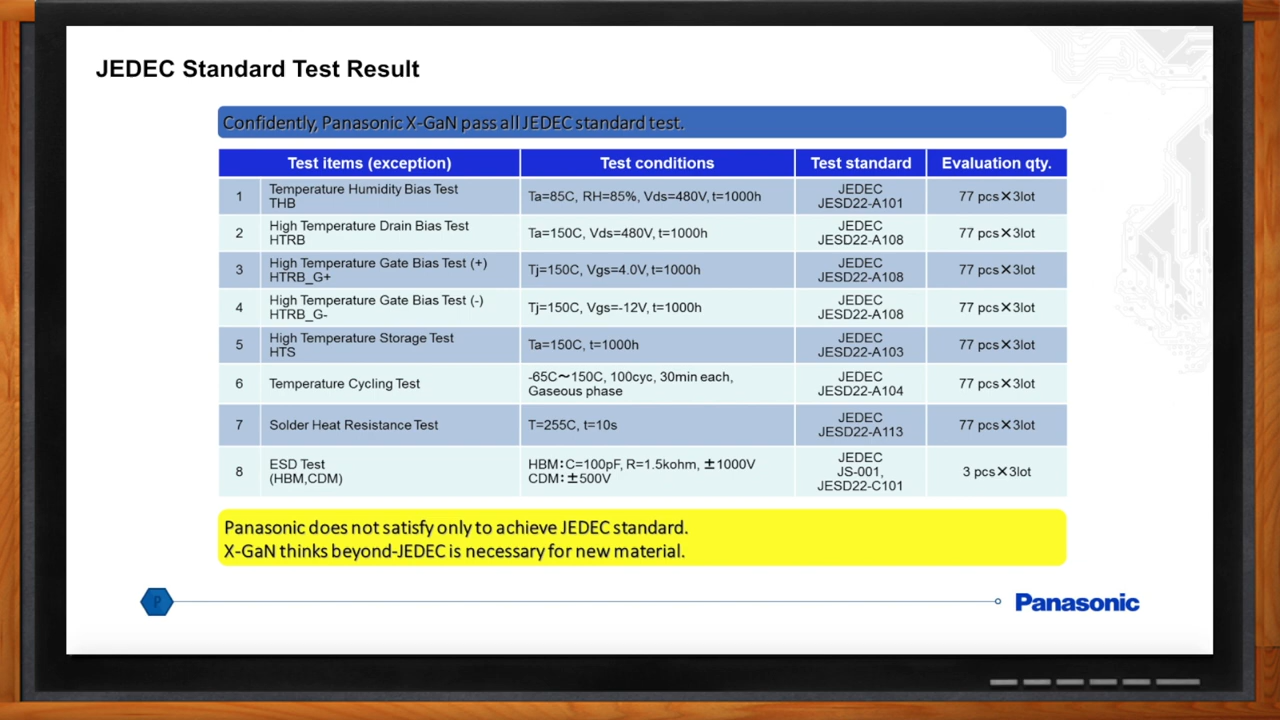 JEDEC Standard Test Result
Confidently, Panasonic X-GaN pass all JEDEC standard test.
Test items (exception) Test conditions Test standard Evaluation qty.
1 Temperature Humidity Bias Test
THB Ta=85C, RH=85%, Vds=480V, t=1000h JEDEC
JESD22-A101 77 pcs✕3lot
2 High Temperature Drain Bias Test
HTRB Ta=150C, Vds=480V, t=1000h JEDEC
JESD22-A108 77 pcs✕3lot
3 High Temperature Gate Bias Test (+)
HTRB_G+ Tj=150C, Vgs=4.0V, t=1000h JEDEC
JESD22-A108 77 pcs✕3lot
4 High Temperature Gate Bias Test (-)
HTRB_G- Tj=150C, Vgs=-12V, t=1000h JEDEC
JESD22-A108 77 pcs✕3lot
5 High Temperature Storage Test
HTS Ta=150C, t=1000h JEDEC
JESD22-A103 77 pcs✕3lot
6 Temperature Cycling Test -65C～150C, 100cyc, 30min each,
Gaseous phase JEDEC
JESD22-A104 77 pcs✕3lot
7 Solder Heat Resistance Test T=255C, t=10s JEDEC
JESD22-A113 77 pcs✕3lot
8 ESD Test
(HBM,CDM) HBM：C=100pF, R=1.5kohm, ±1000V
CDM：±500V JEDEC
JS-001,
JESD22-C101 3 pcs✕3lot
Panasonic does not satisfy only to achieve JEDEC standard.
X-GaN thinks beyond-JEDEC is necessary for new material.
P
Panasonic